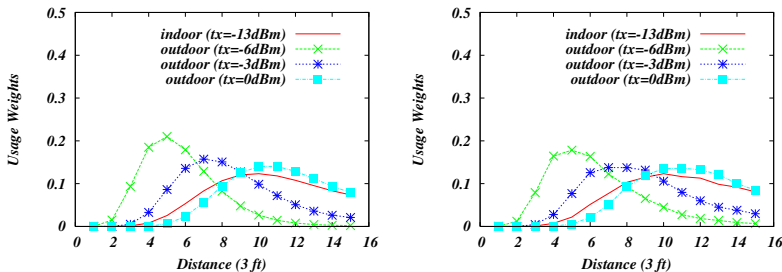 0.5
0.4
0.3
0.2
0.1
0
0 2 4 6 8 10 12 14 16
Usage Weights
Distance (3 ft)
indoor (tx=-13dBm)
outdoor (tx=-6dBm)
outdoor (tx=-3dBm)
outdoor (tx=0dBm)
0.5
0.4
0.3
0.2
0.1
0
0 2 4 6 8 10 12 14 16
Usage Weights
Distance (3 ft)
indoor (tx=-13dBm)
outdoor (tx=-6dBm)
outdoor (tx=-3dBm)
outdoor (tx=0dBm)